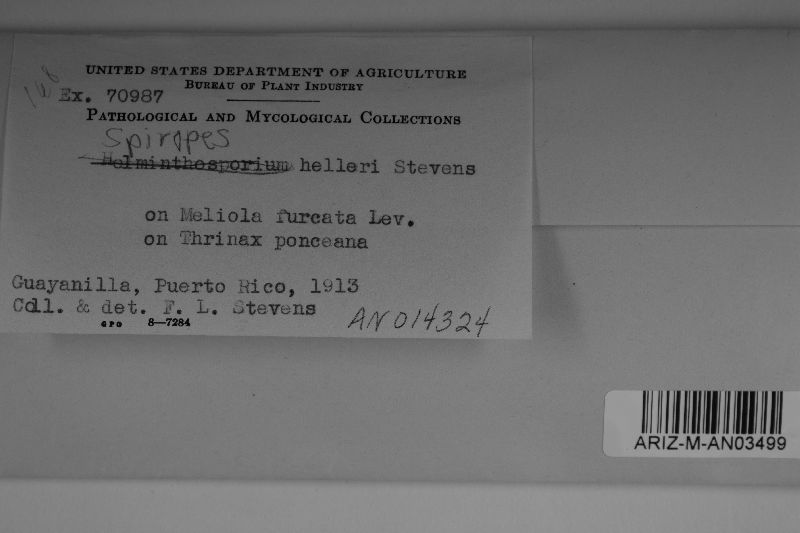 UNITED STATES DEPARTMENT OF AGRICULTURE
BUREAU OF PLANT INDUSTRY
Ex. 70987
PATHOLOGICAL AND MYCOLOGICAL COLLECTIONS
Spiropes
Helminthosporium helleri Stevens
on Meliola furcata Lev.
on Thrinax ponceana
Guayanilla, Puerto Rico, 1913
Coll. & det. F. L. Stevens
GPO 8—7284
AN014324
ARIZ-M-AN03499